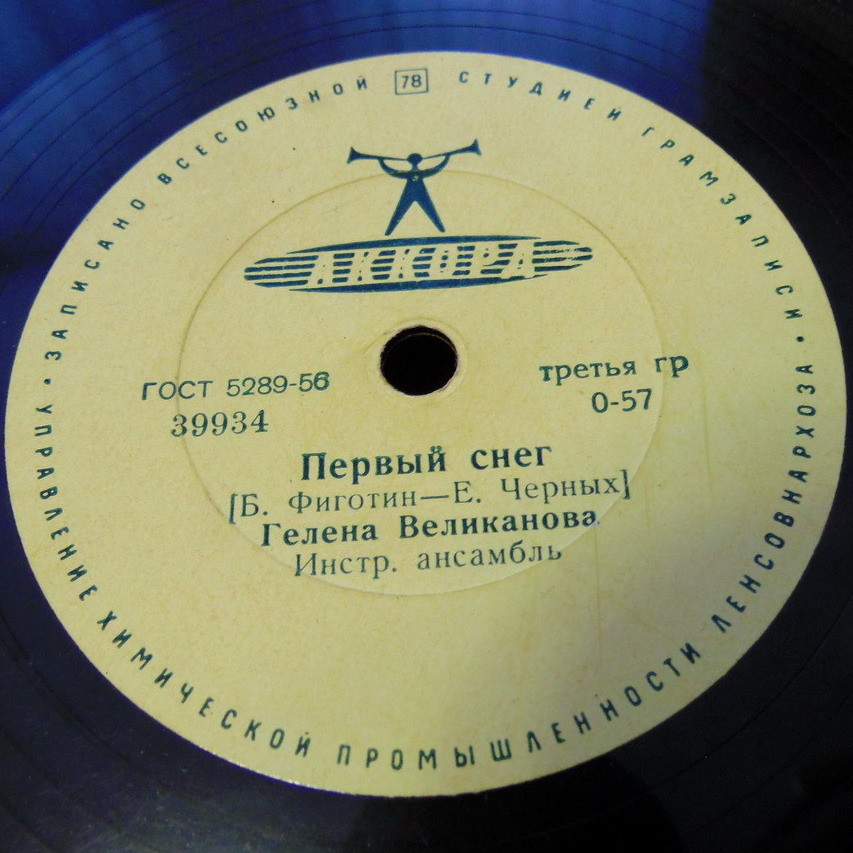 ЗАПИСАНО ВСЕСОЮЗНОЙ 78 СТУДИЕЙ ГРАМЗАПИСИ •
АККОРД
ГОСТ 5289-56
39934
третья гр
0-57
Первый снег
[Б. Фиготин—Е. Черных]
Гелена Великанова
Инстр. ансамбль
УПРАВЛЕНИЕ ХИМИЧЕСКОЙ ПРОМЫШЛЕННОСТИ ЛЕНСОВНАРХОЗА •